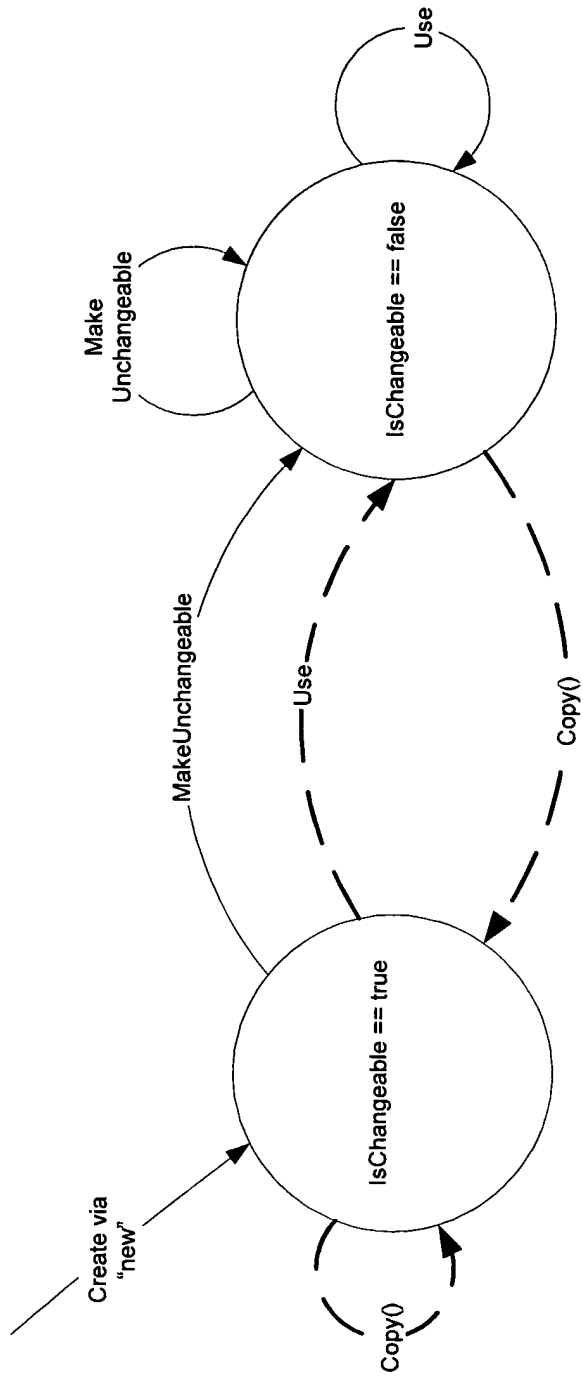 Create via
“new”
Copy()
IsChangeable == true
MakeUnchangeable
Use
Copy()
Make
Unchangeable
IsChangeable == false
Use